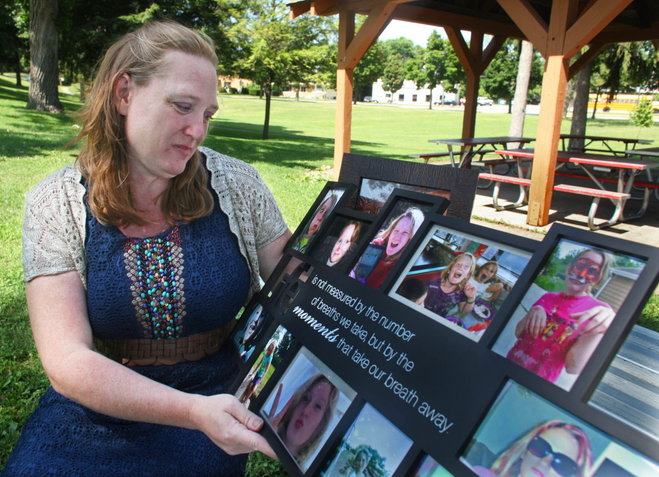 is not measured by the number
of breaths we take, but by the
moments that take our breath away